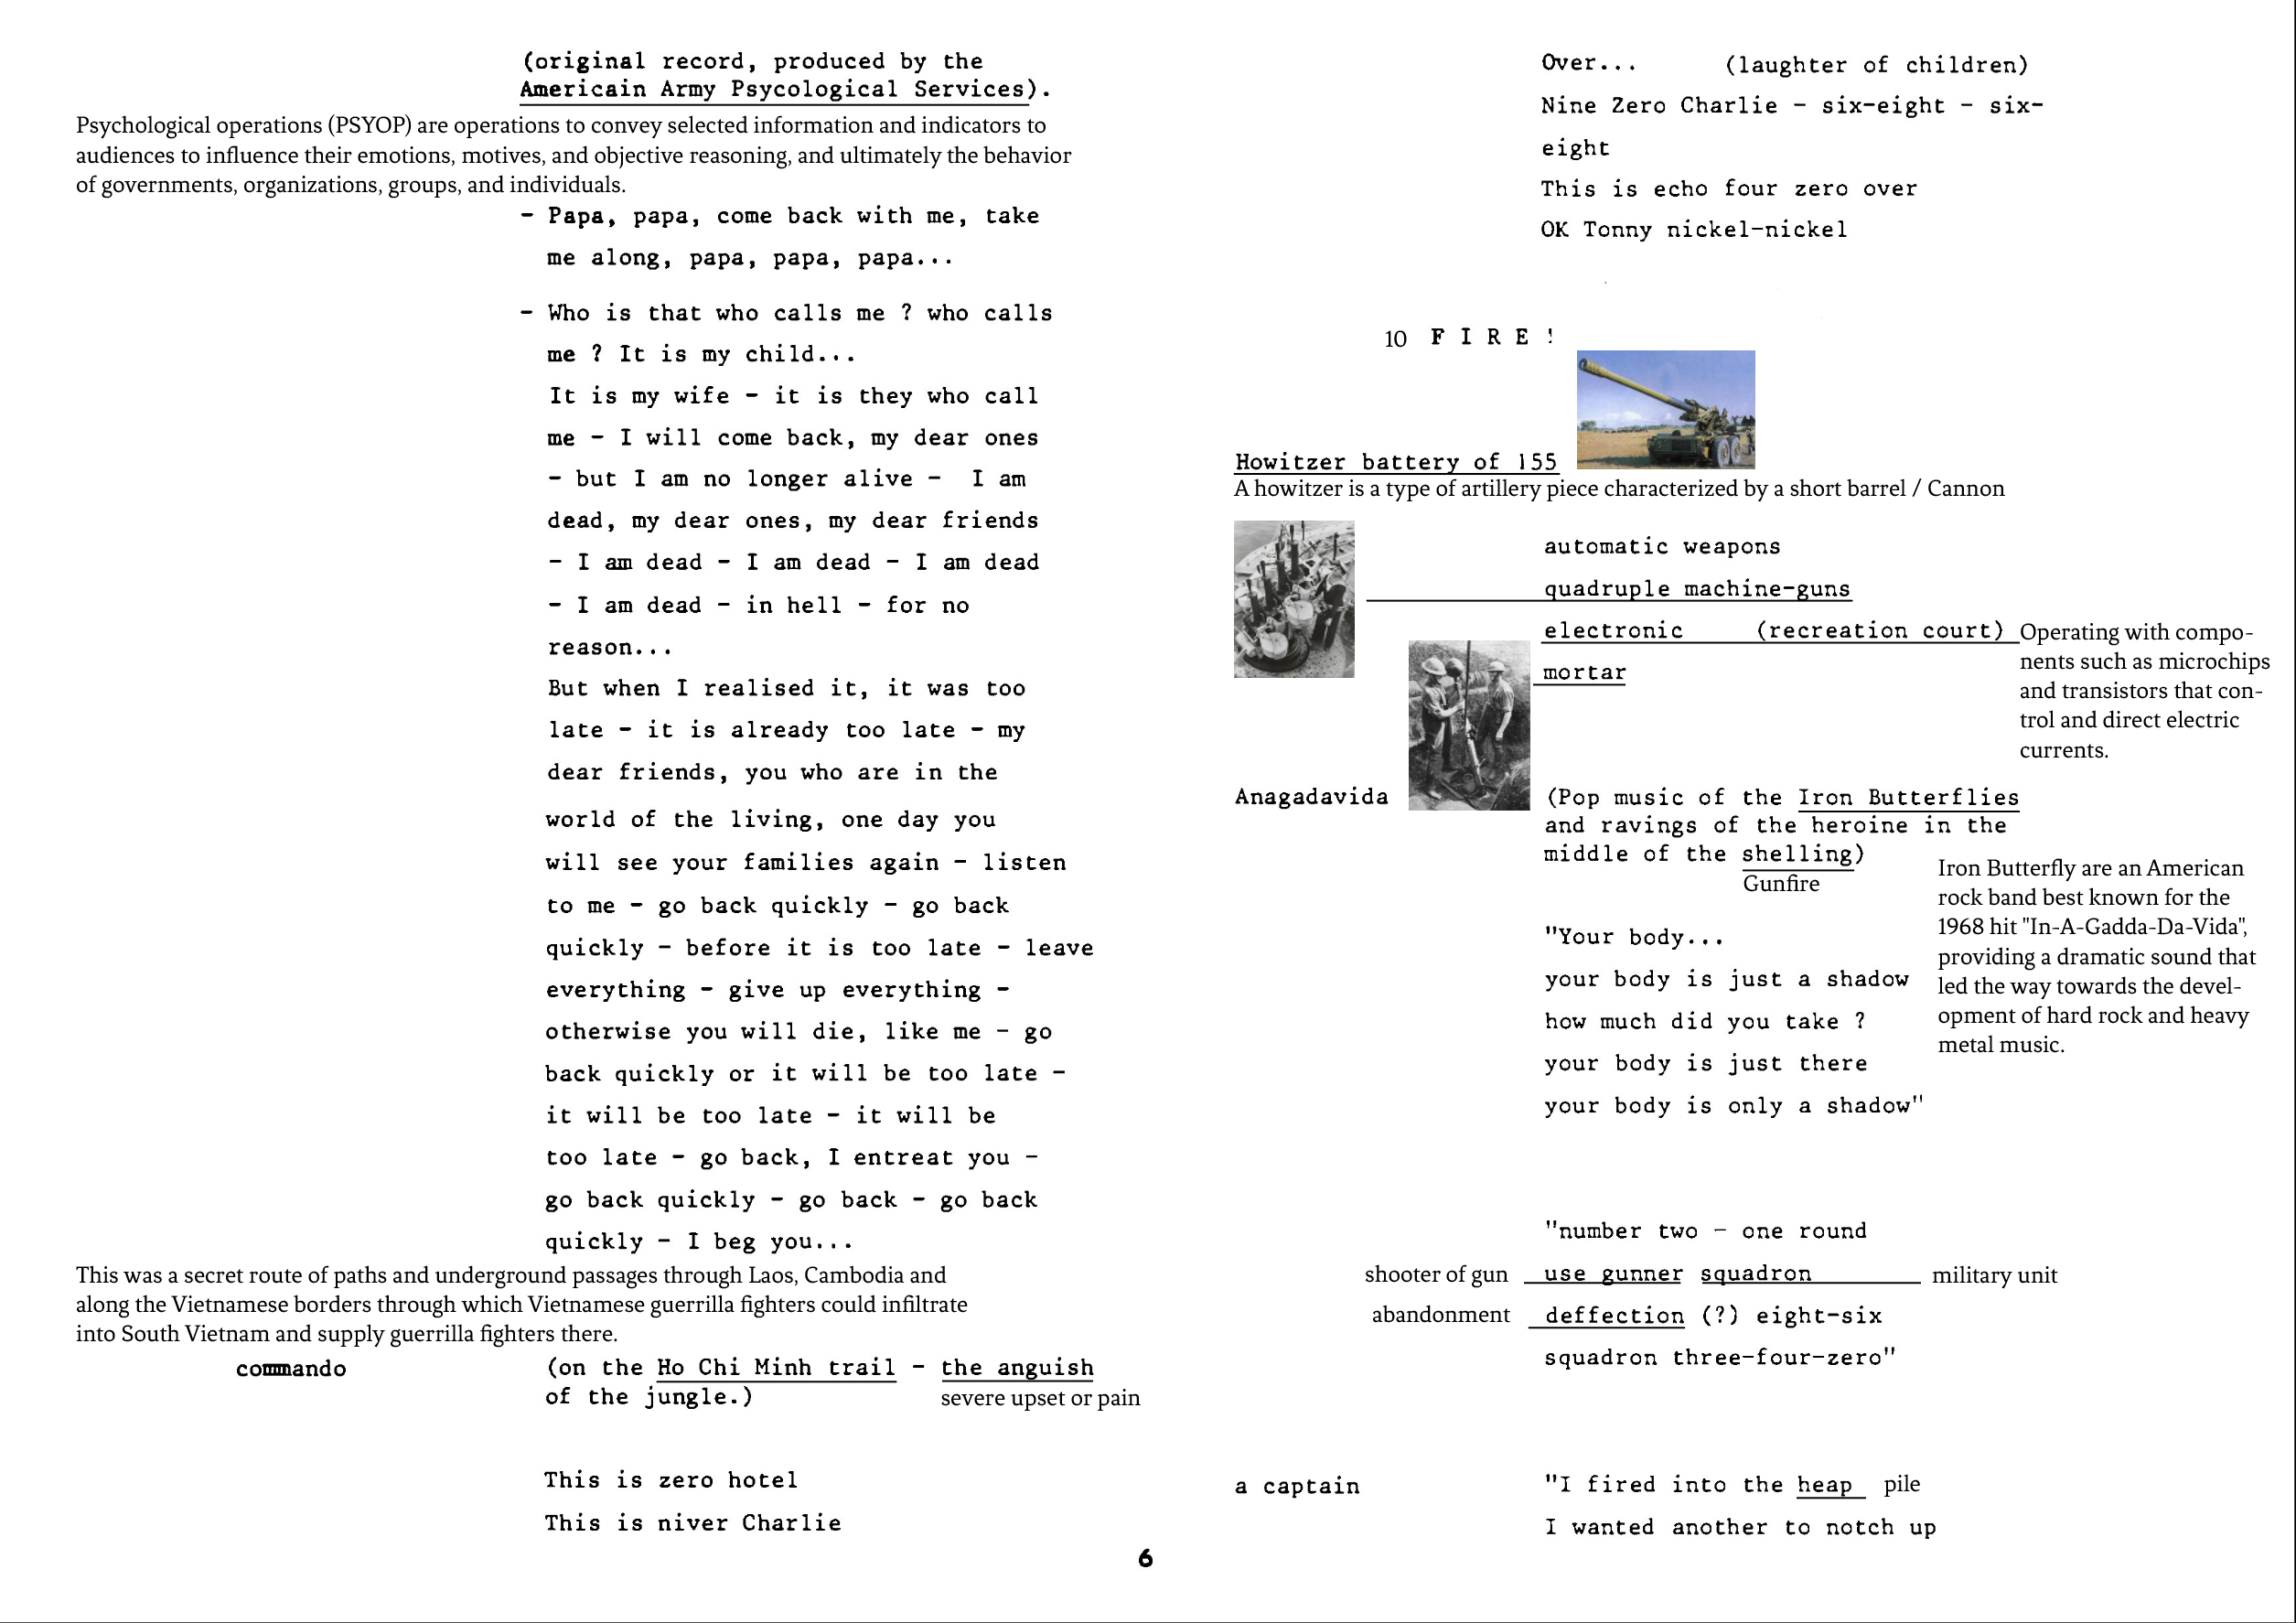 (original record, produced by the
Americain Army Psycological Services).
Psychological operations (PSYOP) are operations to convey selected information and indicators to
audiences to influence their emotions, motives, and objective reasoning, and ultimately the behavior
of governments, organizations, groups, and individuals.
- Papa, papa, come back with me, take
me along, papa, papa, papa...
- Who is that who calls me ? who calls
me ? It is my child...
It is my wife - it is they who call
me - I will come back, my dear ones
- but I am no longer alive - I am
dead, my dear ones, my dear friends
- I am dead - I am dead - I am dead
- I am dead - in hell - for no
reason...
But when I realised it, it was too
late - it is already too late - my
dear friends, you who are in the
world of the living, one day you
will see your families again - listen
to me - go back quickly - go back
quickly - before it is too late - leave
everything - give up everything -
otherwise you will die, like me - go
back quickly or it will be too late -
it will be too late - it will be
too late - go back, I entreat you -
go back quickly - go back - go back
quickly - I beg you...
This was a secret route of paths and underground passages through Laos, Cambodia and
along the Vietnamese borders through which Vietnamese guerrilla fighters could infiltrate
into South Vietnam and supply guerrilla fighters there.
commando (on the Ho Chi Minh trail - the anguish
of the jungle.) severe upset or pain
This is zero hotel
This is niver Charlie
6
Over... (laughter of children)
Nine Zero Charlie - six-eight - six-
eight
This is echo four zero over
OK Tonny nickel-nickel
10 F I R E !
Howitzer battery of 155
A howitzer is a type of artillery piece characterized by a short barrel / Cannon
automatic weapons
quadruple machine-guns
electronic (recreation court)
mortar
Operating with compo-
nents such as microchips
and transistors that con-
trol and direct electric
currents.
Anagadavida (Pop music of the Iron Butterflies
and ravings of the heroine in the
middle of the shelling)
Gunfire
Iron Butterfly are an American
rock band best known for the
1968 hit "In-A-Gadda-Da-Vida",
providing a dramatic sound that
led the way towards the devel-
opment of hard rock and heavy
metal music.
"Your body...
your body is just a shadow
how much did you take ?
your body is just there
your body is only a shadow"
"number two - one round
shooter of gun use gunner squadron military unit
abandonment deffection (?) eight-six
squadron three-four-zero"
a captain "I fired into the heap pile
I wanted another to notch up